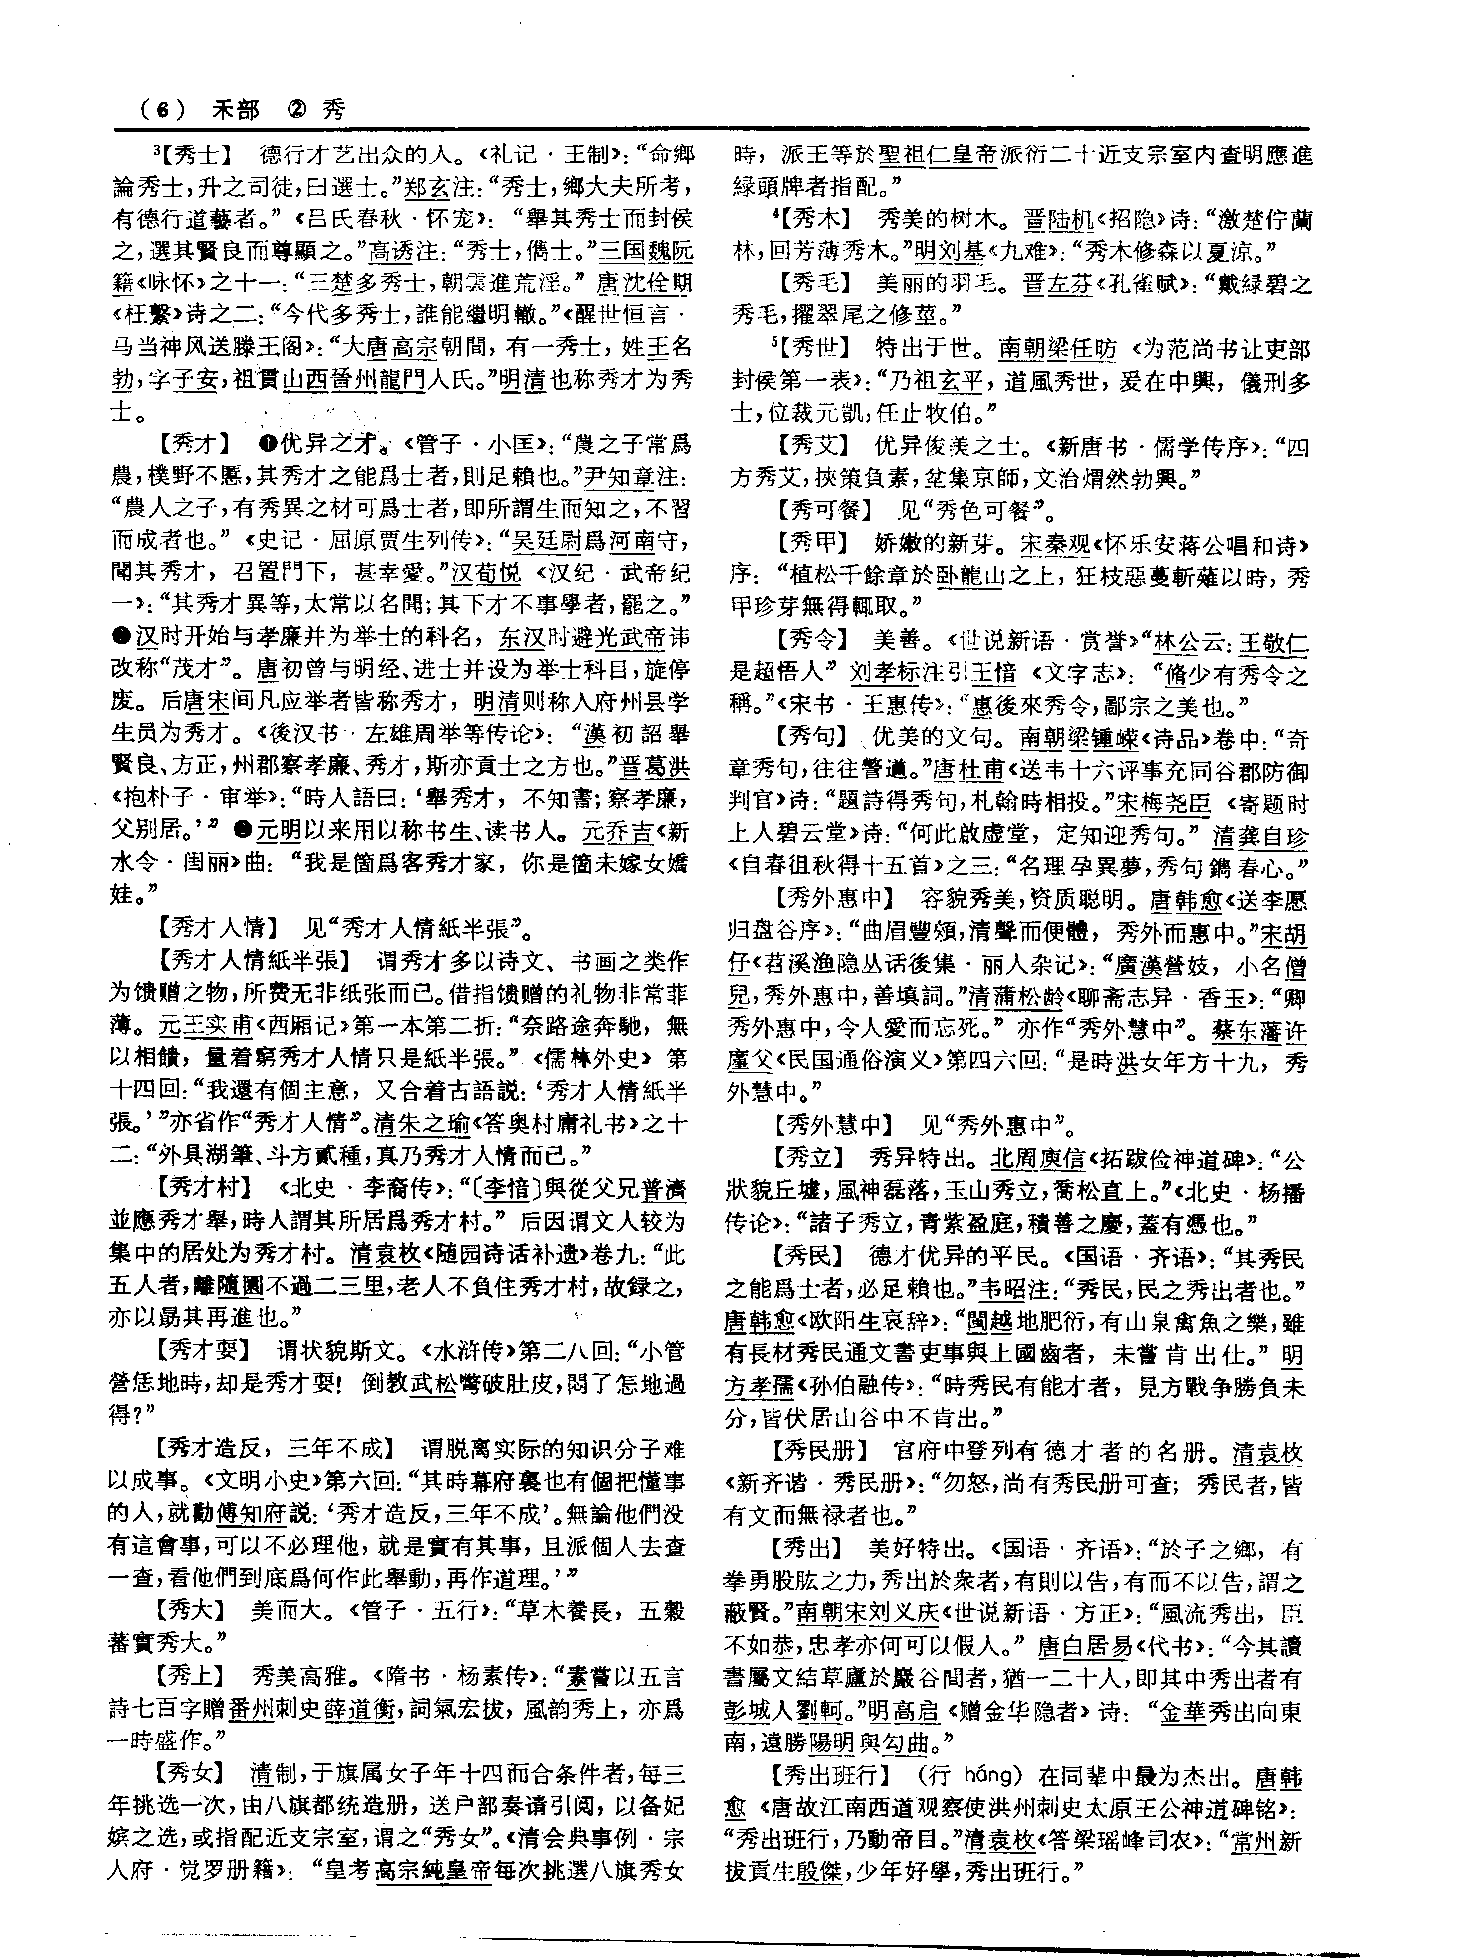 (6) 禾部 ② 秀
³【秀士】 德行才艺出众的人。《礼记·王制》：“命鄉
論秀士，升之司徒，曰選士。”郑玄注：“秀士，鄉大夫所考，
有德行道藝者。”《吕氏春秋·怀宠》：“舉其秀士而封侯
之，選其賢良而尊顯之。”高诱注：“秀士，儁士。”三国魏阮
籍《咏怀》之十一：“三楚多秀士，朝雲進荒淫。”唐沈佺期
《枉繫》诗之二：“今代多秀士，誰能繼明轍。”《醒世恒言·
马当神风送滕王阁》：“大唐高宗朝間，有一秀士，姓王名
勃，字子安，祖貫山西晉州龍門人氏。”明清也称秀才为秀
士。
【秀才】 ❶优异之才。《管子·小匡》：“農之子常爲
農，樸野不慝，其秀才之能爲士者，則足賴也。”尹知章注：
“農人之子，有秀異之材可爲士者，即所謂生而知之，不習
而成者也。”《史记·屈原贾生列传》：“吴廷尉爲河南守，
聞其秀才，召置門下，甚幸愛。”汉荀悦《汉纪·武帝纪
一》：“其秀才異等，太常以名聞；其下才不事學者，罷之。”
❷汉时开始与孝廉并为举士的科名，东汉时避光武帝讳
改称“茂才”。唐初曾与明经、进士并设为举士科目，旋停
废。后唐宋间凡应举者皆称秀才，明清则称入府州县学
生员为秀才。《後汉书·左雄周举等传论》：“漢初詔舉
賢良、方正，州郡察孝廉、秀才，斯亦貢士之方也。”晋葛洪
《抱朴子·审举》：“時人語曰：‘舉秀才，不知書；察孝廉，
父别居。’”❸元明以来用以称书生、读书人。元乔吉《新
水令·闺丽》曲：“我是箇爲客秀才家，你是箇未嫁女嬌
娃。”
【秀才人情】 见“秀才人情紙半張”。
【秀才人情紙半張】 谓秀才多以诗文、书画之类作
为馈赠之物，所费无非纸张而已。借指馈赠的礼物非常菲
薄。元王实甫《西厢记》第一本第二折：“奈路途奔馳，無
以相饋，量着窮秀才人情只是紙半張。”《儒林外史》第
十四回：“我還有個主意，又合着古語説：‘秀才人情紙半
張。’”亦省作“秀才人情”。清朱之瑜《答奥村庸礼书》之十
二：“外具湖筆、斗方貳種，真乃秀才人情而已。”
【秀才村】 《北史·李裔传》：“〔李愔〕與從父兄普濟
並應秀才舉，時人謂其所居爲秀才村。”后因谓文人较为
集中的居处为秀才村。清袁枚《随园诗话补遗》卷九：“此
五人者，離隨園不過二三里，老人不負住秀才村，故録之，
亦以勗其再進也。”
【秀才耍】 谓状貌斯文。《水浒传》第二八回：“小管
營恁地時，却是秀才耍！倒教武松彆破肚皮，悶了怎地過
得？”
【秀才造反，三年不成】 谓脱离实际的知识分子难
以成事。《文明小史》第六回：“其時幕府裏也有個把懂事
的人，就勸傅知府説：‘秀才造反，三年不成’。無論他們没
有這會事，可以不必理他，就是實有其事，且派個人去查
一查，看他們到底爲何作此舉動，再作道理。’”
【秀大】 美而大。《管子·五行》：“草木養長，五穀
蕃實秀大。”
【秀上】 秀美高雅。《隋书·杨素传》：“素嘗以五言
詩七百字贈番州刺史薛道衡，詞氣宏拔，風韵秀上，亦爲
一時盛作。”
【秀女】 清制，于旗属女子年十四而合条件者，每三
年挑选一次，由八旗都统造册，送户部奏请引阅，以备妃
嫔之选，或指配近支宗室，谓之“秀女”。《清会典事例·宗
人府·觉罗册籍》：“皇考高宗純皇帝每次挑選八旗秀女
時，派王等於聖祖仁皇帝派衍二十近支宗室内查明應進
緑頭牌者指配。”
⁴【秀木】 秀美的树木。晋陆机《招隐》诗：“激楚佇蘭
林，回芳薄秀木。”明刘基《九难》：“秀木修森以夏凉。”
【秀毛】 美丽的羽毛。晋左芬《孔雀赋》：“戴緑碧之
秀毛，擢翠尾之修莖。”
⁵【秀世】 特出于世。南朝梁任昉《为范尚书让吏部
封侯第一表》：“乃祖玄平，道風秀世，爰在中興，儀刑多
士，位裁元凱，任止牧伯。”
【秀艾】 优异俊美之士。《新唐书·儒学传序》：“四
方秀艾，挾策負素，坌集京師，文治煟然勃興。”
【秀可餐】 见“秀色可餐”。
【秀甲】 娇嫩的新芽。宋秦观《怀乐安蒋公唱和诗》
序：“植松千餘章於卧龍山之上，狂枝惡蔓斬薙以時，秀
甲珍芽無得輒取。”
【秀令】 美善。《世说新语·赏誉》“林公云：王敬仁
是超悟人”刘孝标注引王愔《文字志》：“脩少有秀令之
稱。”《宋书·王惠传》：“惠後來秀令，鄙宗之美也。”
【秀句】 优美的文句。南朝梁锺嵘《诗品》卷中：“奇
章秀句，往往警遒。”唐杜甫《送韦十六评事充同谷郡防御
判官》诗：“題詩得秀句，札翰時相投。”宋梅尧臣《寄题时
上人碧云堂》诗：“何此啟虚堂，定知迎秀句。”清龚自珍
《自春徂秋得十五首》之三：“名理孕異夢，秀句鐫春心。”
【秀外惠中】 容貌秀美，资质聪明。唐韩愈《送李愿
归盘谷序》：“曲眉豐頰，清聲而便體，秀外而惠中。”宋胡
仔《苕溪渔隐丛话後集·丽人杂记》：“廣漢營妓，小名僧
兒，秀外惠中，善填詞。”清蒲松龄《聊斋志异·香玉》：“卿
秀外惠中，令人愛而忘死。”亦作“秀外慧中”。蔡东藩许
廑父《民国通俗演义》第四六回：“是時洪女年方十九，秀
外慧中。”
【秀外慧中】 见“秀外惠中”。
【秀立】 秀异特出。北周庾信《拓跋俭神道碑》：“公
狀貌丘墟，風神磊落，玉山秀立，喬松直上。”《北史·杨播
传论》：“諸子秀立，青紫盈庭，積善之慶，蓋有憑也。”
【秀民】 德才优异的平民。《国语·齐语》：“其秀民
之能爲士者，必足賴也。”韦昭注：“秀民，民之秀出者也。”
唐韩愈《欧阳生哀辞》：“閩越地肥衍，有山泉禽魚之樂，雖
有長材秀民通文書吏事與上國齒者，未嘗肯出仕。”明
方孝孺《孙伯融传》：“時秀民有能才者，見方戰争勝負未
分，皆伏居山谷中不肯出。”
【秀民册】 官府中登列有德才者的名册。清袁枚
《新齐谐·秀民册》：“勿怒，尚有秀民册可查；秀民者，皆
有文而無禄者也。”
【秀出】 美好特出。《国语·齐语》：“於子之鄉，有
拳勇股肱之力，秀出於衆者，有則以告，有而不以告，謂之
蔽賢。”南朝宋刘义庆《世说新语·方正》：“風流秀出，臣
不如恭，忠孝亦何可以假人。”唐白居易《代书》：“今其讀
書屬文結草廬於巖谷間者，猶一二十人，即其中秀出者有
彭城人劉軻。”明高启《赠金华隐者》诗：“金華秀出向東
南，遠勝陽明與勾曲。”
【秀出班行】 (行 háng) 在同辈中最为杰出。唐韩
愈《唐故江南西道观察使洪州刺史太原王公神道碑铭》：
“秀出班行，乃動帝目。”清袁枚《答梁瑶峰司农》：“常州新
拔貢生殷傑，少年好學，秀出班行。”